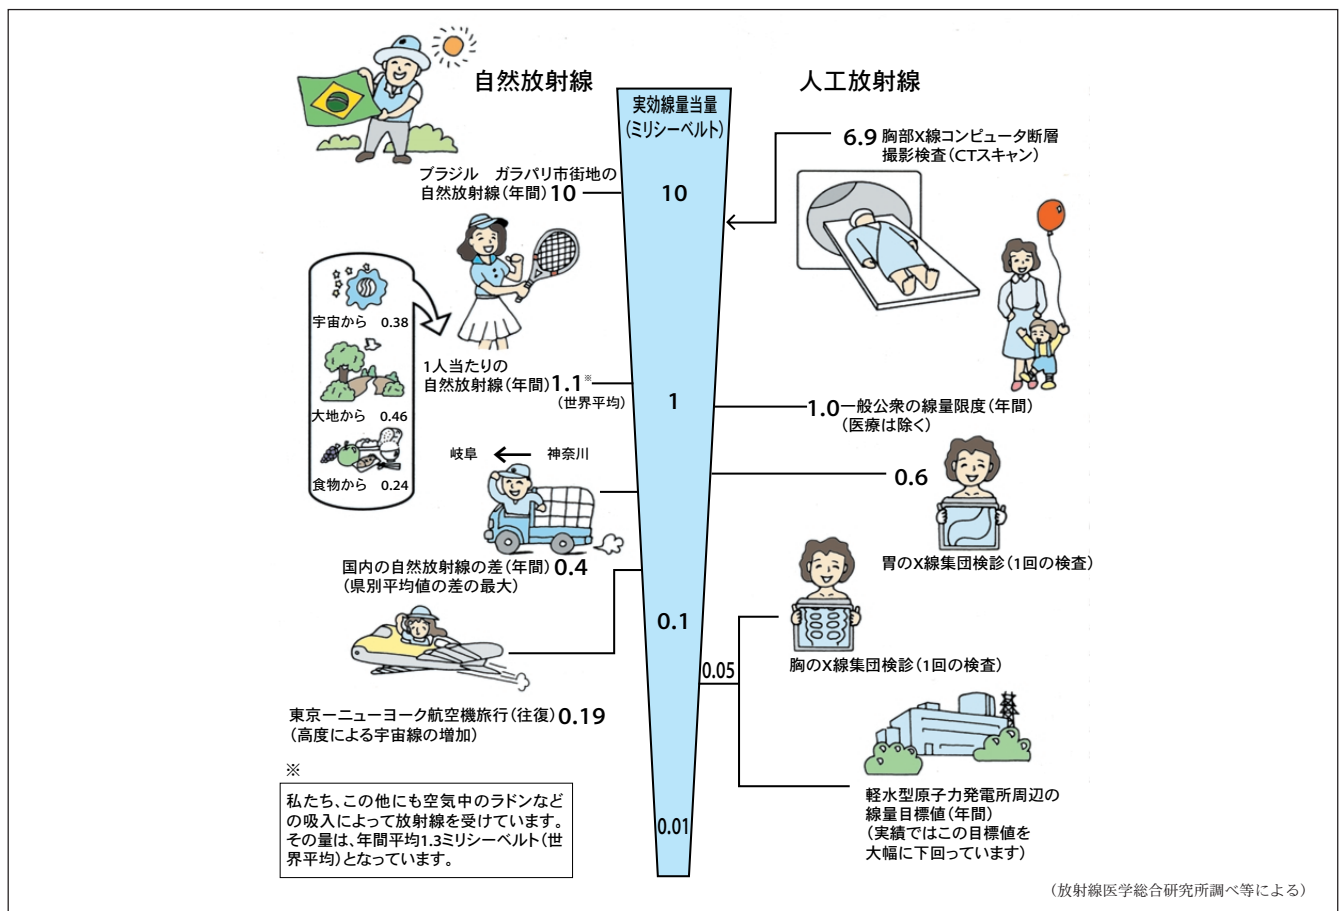 自然放射線
人工放射線
実効線量当量
(ミリシーベルト)
10
1
0.1
0.01
ブラジル ガラパリ市街地の
自然放射線(年間)10
宇宙から 0.38
大地から 0.46
食物から 0.24
1人当たりの
自然放射線(年間)1.1※
(世界平均)
岐阜 ← 神奈川
国内の自然放射線の差(年間)0.4
(県別平均値の差の最大)
東京ーニューヨーク航空機旅行(往復)0.19
(高度による宇宙線の増加)
※
私たち、この他にも空気中のラドンなど
の吸入によって放射線を受けています。
その量は、年間平均1.3ミリシーベルト(世
界平均)となっています。
6.9 胸部X線コンピュータ断層
撮影検査(CTスキャン)
1.0一般公衆の線量限度(年間)
(医療は除く)
0.6
胃のX線集団検診(1回の検査)
0.05
胸のX線集団検診(1回の検査)
軽水型原子力発電所周辺の
線量目標値(年間)
(実績ではこの目標値を
大幅に下回っています)
(放射線医学総合研究所調べ等による)